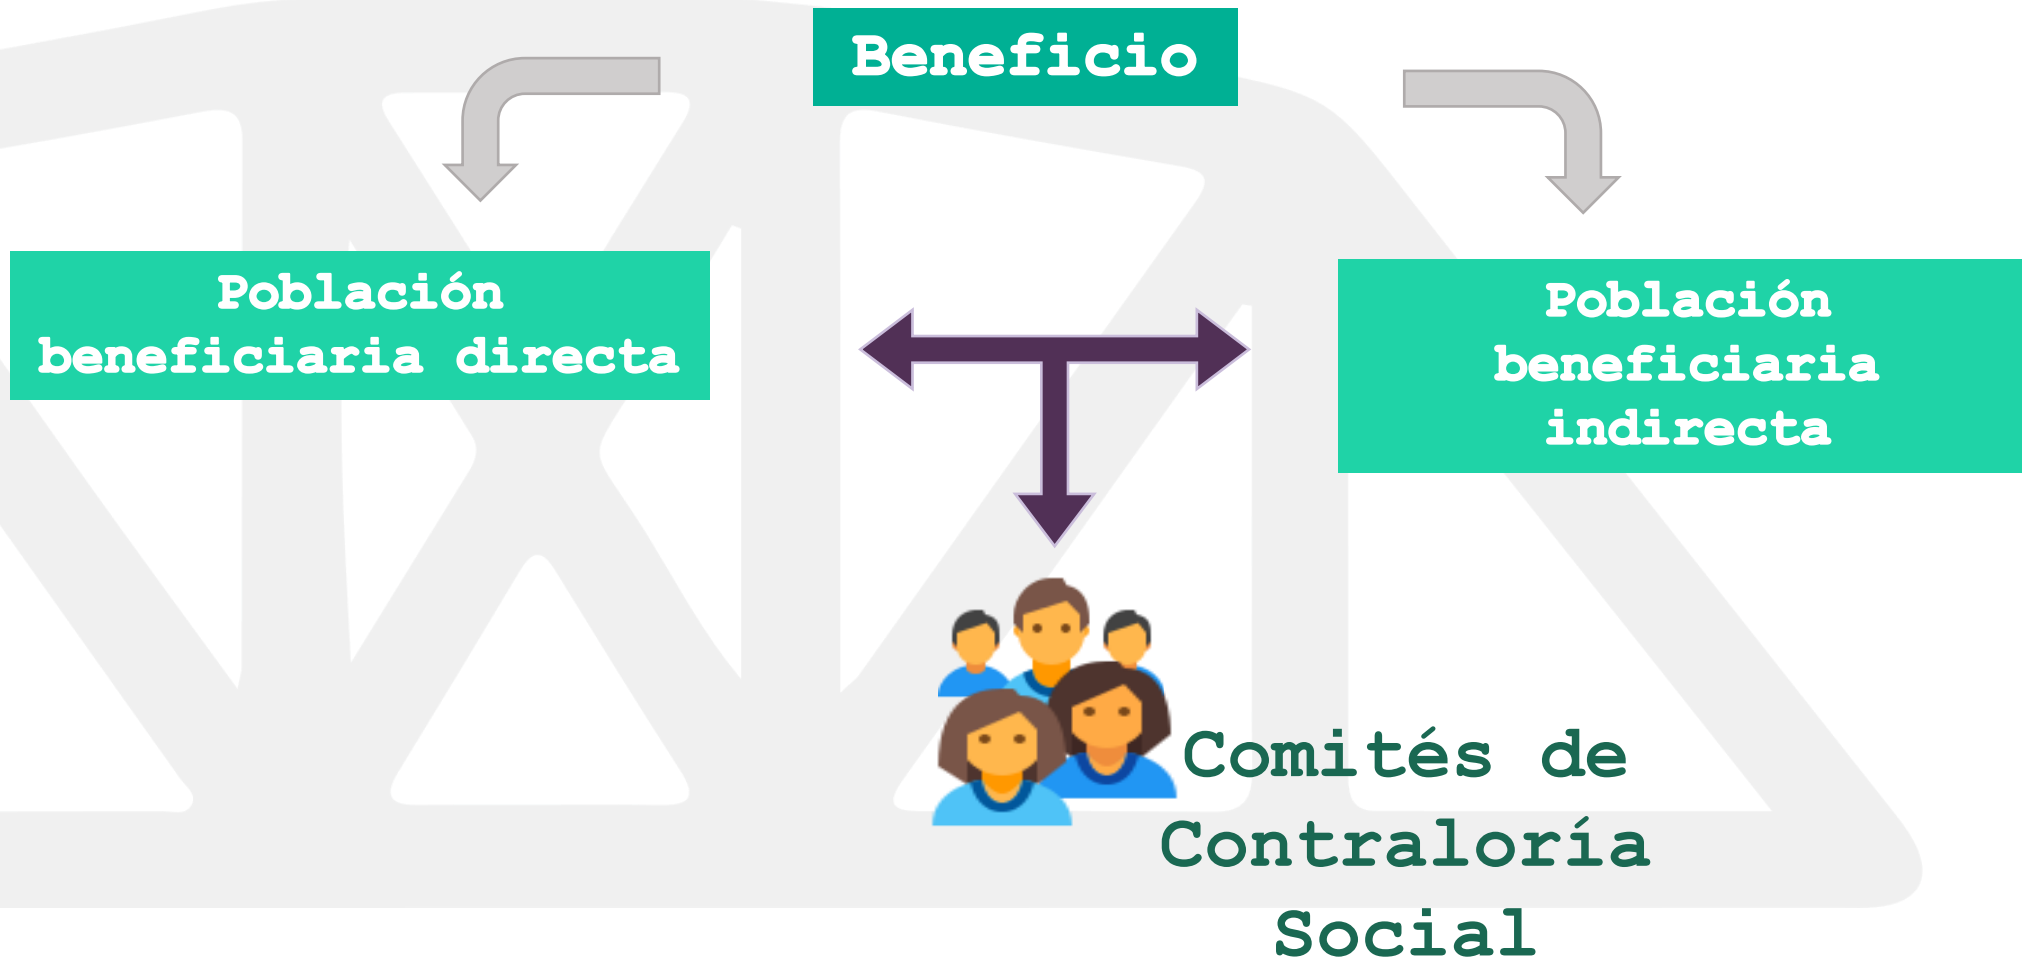 Beneficio
Población
beneficiaria directa
Población
beneficiaria
indirecta
Comités de
Contraloría
Social